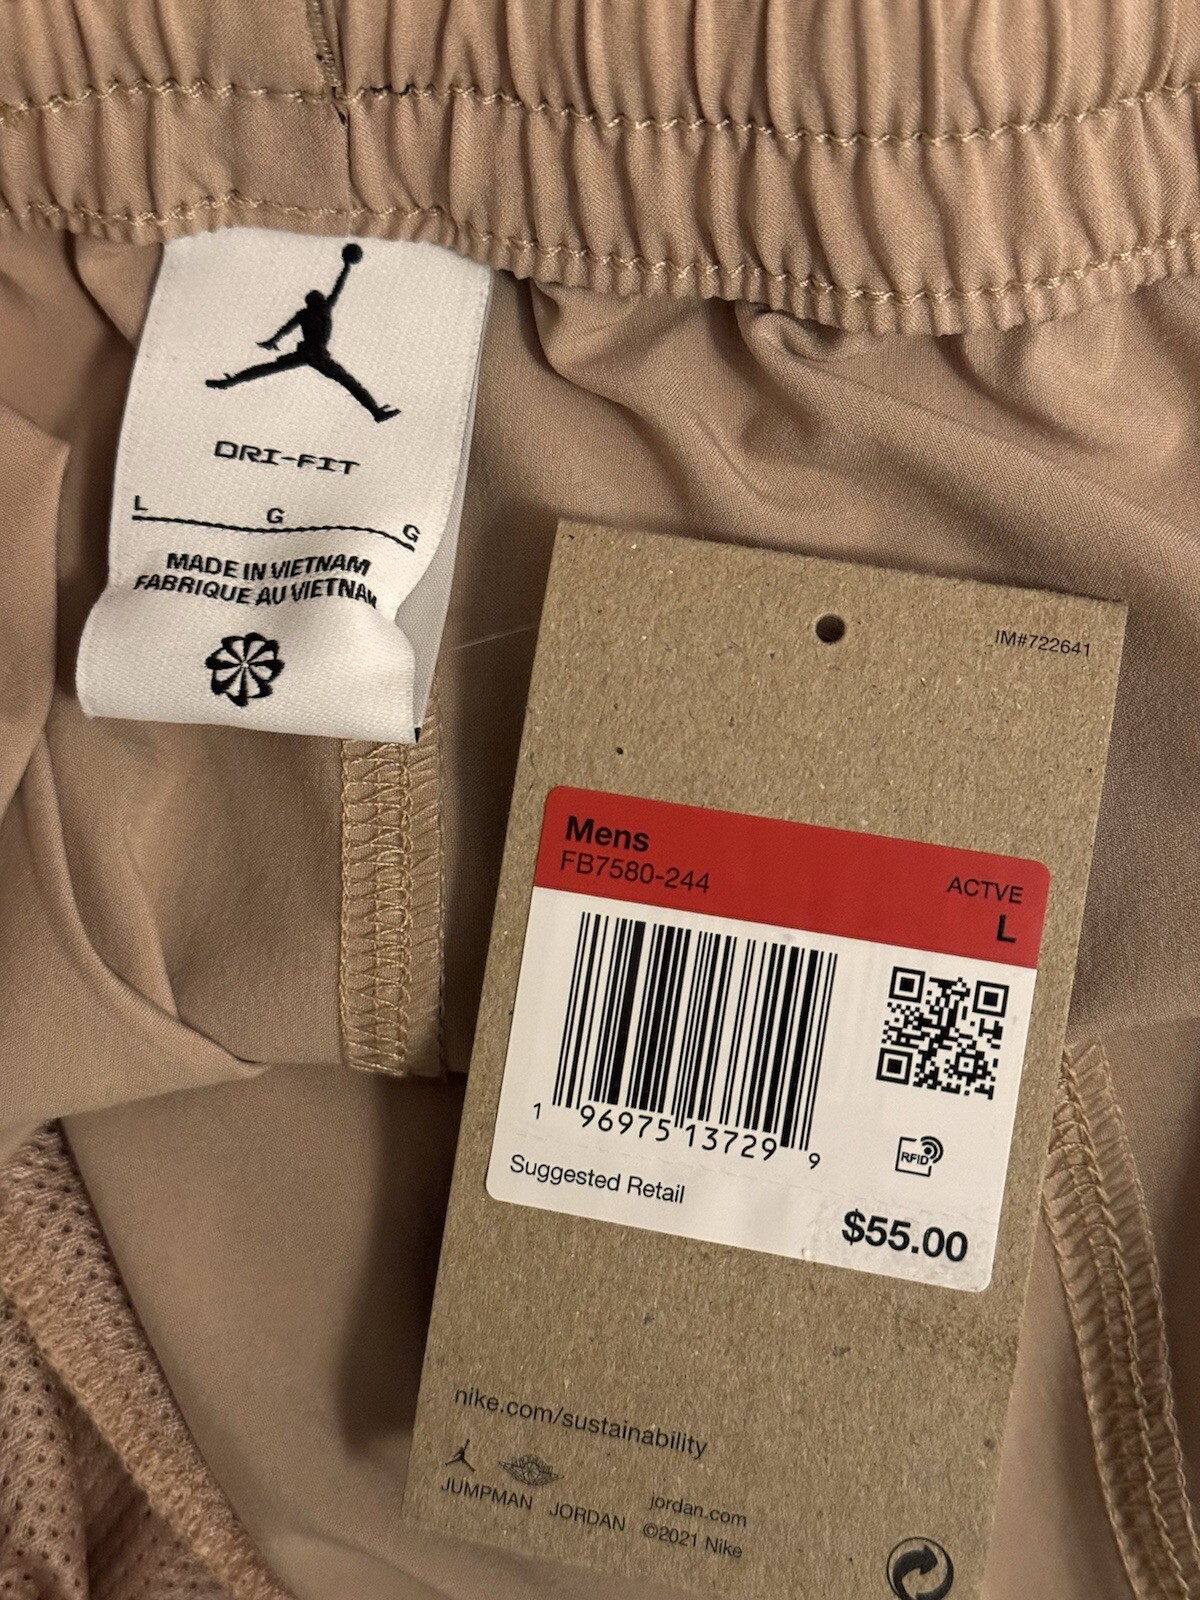 DRI-FIT
L G G
MADE IN VIETNAM
FABRIQUE AU VIETNAM
IM#722641
Mens
FB7580-244
ACTVE
L
1 96975 13729 9
RFID
Suggested Retail
$55.00
nike.com/sustainability
JUMPMAN JORDAN jordan.com
©2021 Nike